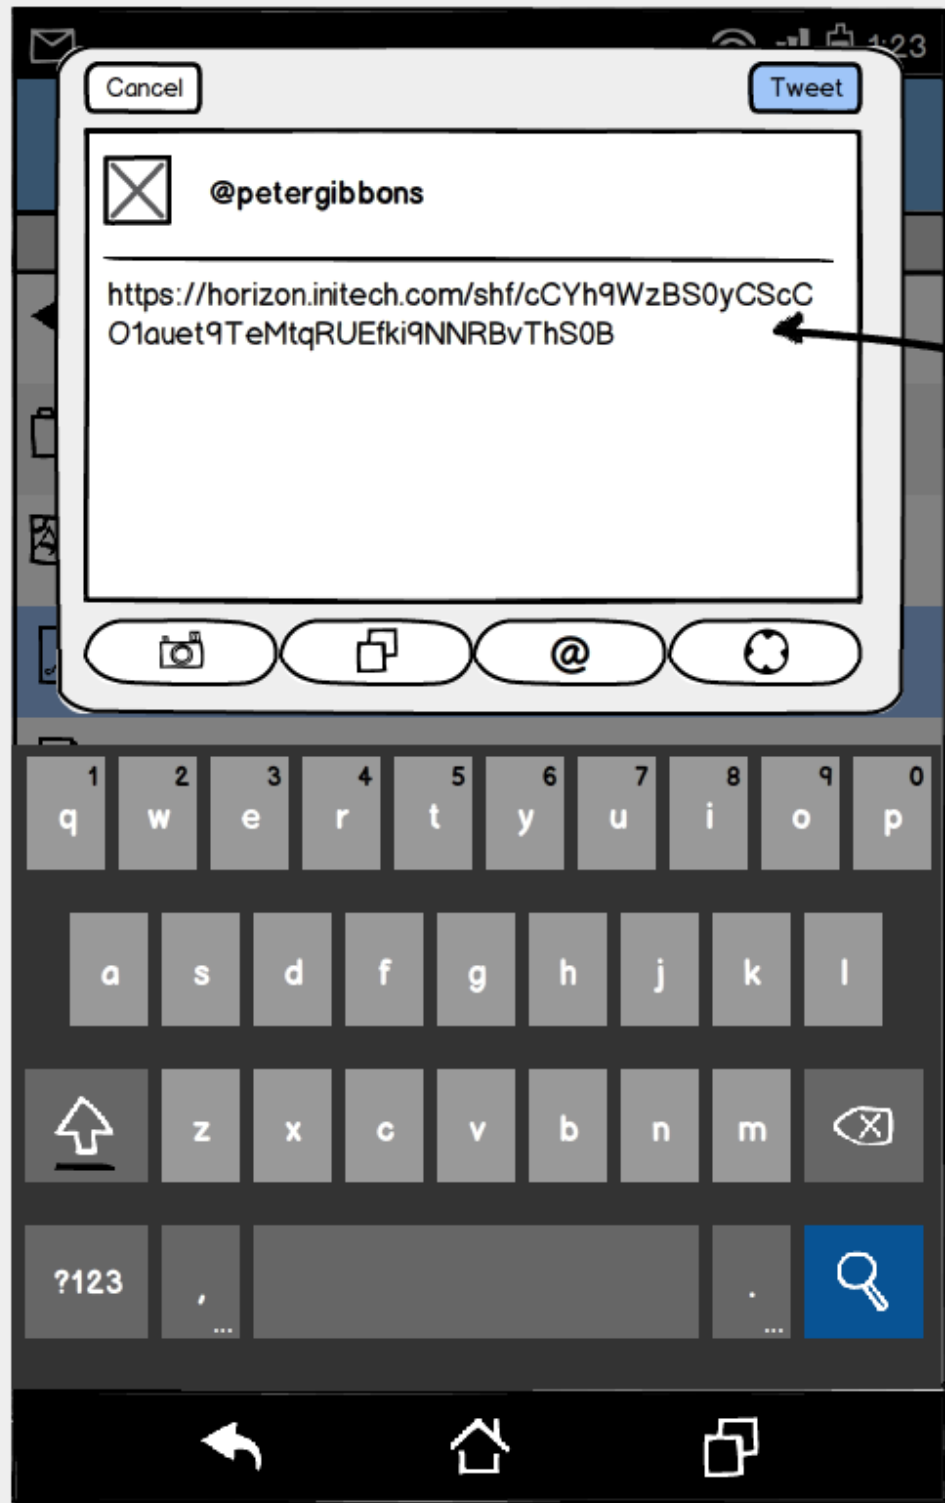 1:23
Cancel
Tweet
@petergibbons
https://horizon.initech.com/shf/cCYh9WzBS0yCScC
O1auet9TeMtqRUEfki9NNRBvThS0B
@
1 2 3 4 5 6 7 8 9 0
q w e r t y u i o p
a s d f g h j k l
z x c v b n m
?123 , ... . ...